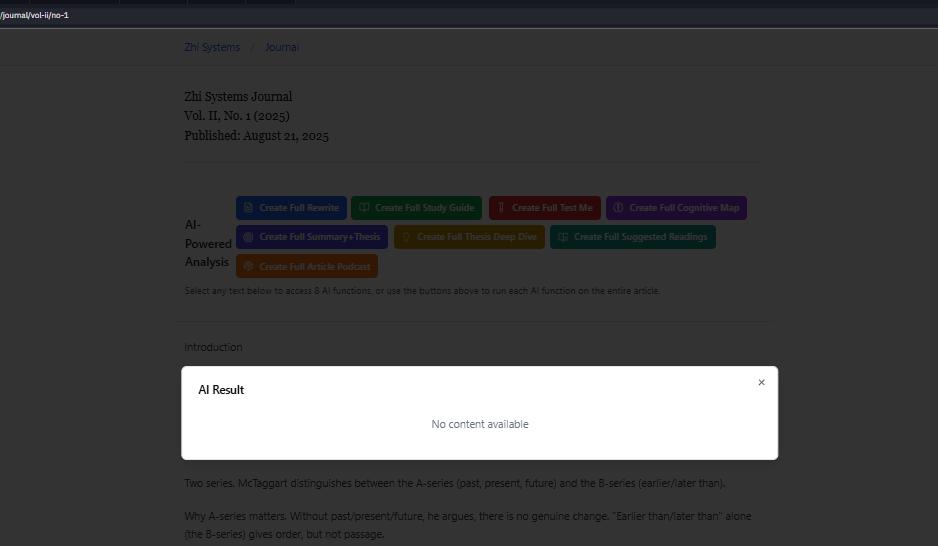 /journal/vol-ii/no-1
Zhi Systems / Journal
Zhi Systems Journal
Vol. II, No. 1 (2025)
Published: August 21, 2025
AI-Powered Analysis
Create Full Rewrite
Create Full Study Guide
Create Full Test Me
Create Full Cognitive Map
Create Full Summary+Thesis
Create Full Thesis Deep Dive
Create Full Suggested Readings
Create Full Article Podcast
Select any text below to access 8 AI functions, or use the buttons above to run each AI function on the entire article.
Introduction
AI Result
×
No content available
Two series. McTaggart distinguishes between the A-series (past, present, future) and the B-series (earlier/later than).
Why A-series matters. Without past/present/future, he argues, there is no genuine change. "Earlier than/later than" alone
(the B-series) gives order, but not passage.